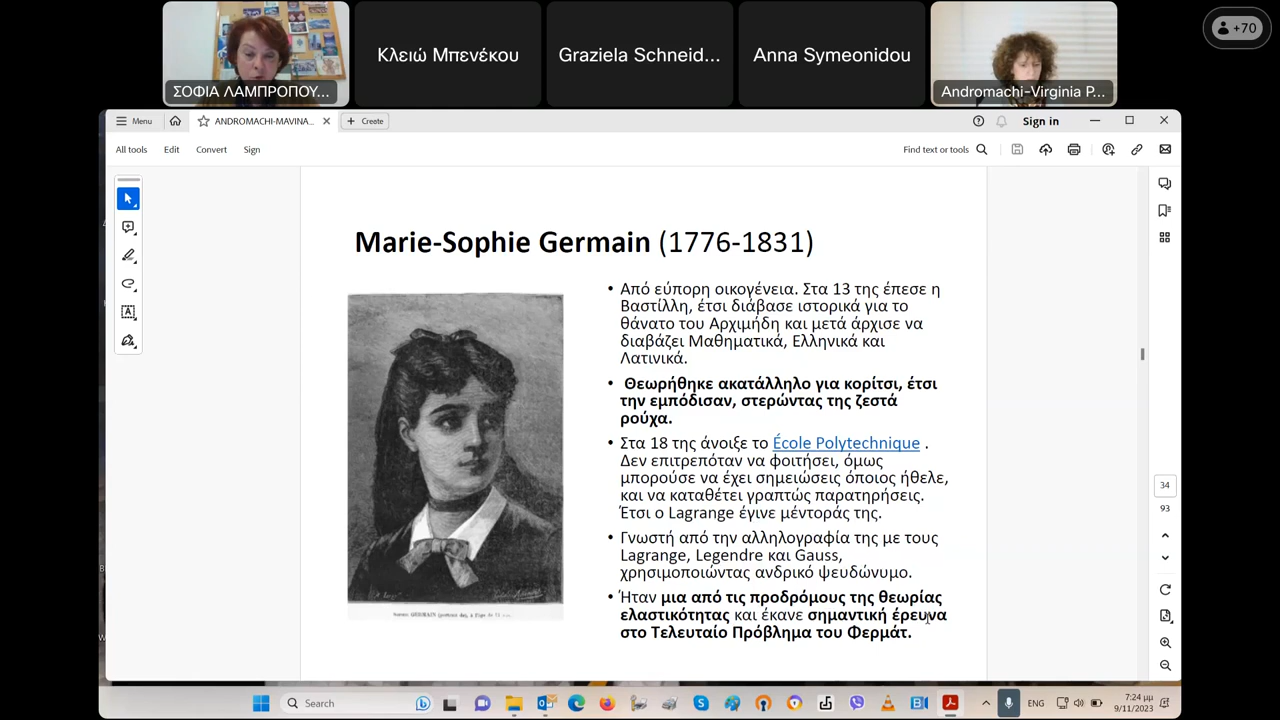 ΣΟΦΙΑ ΛΑΜΠΡΟΠΟΥ...
Κλειώ Μπενέκου
Graziela Schneid...
Anna Symeonidou
Andromachi-Virginia P...
+70
Menu
ANDROMACHI-MAVINA...
Create
Sign in
All tools
Edit
Convert
Sign
Find text or tools
Marie-Sophie Germain (1776-1831)
• Από εύπορη οικογένεια. Στα 13 της έπεσε η
Βαστίλλη, έτσι διάβασε ιστορικά για το
θάνατο του Αρχιμήδη και μετά άρχισε να
διαβάζει Μαθηματικά, Ελληνικά και
Λατινικά.
• Θεωρήθηκε ακατάλληλο για κορίτσι, έτσι
την εμπόδισαν, στερώντας της ζεστά
ρούχα.
• Στα 18 της άνοιξε το École Polytechnique .
Δεν επιτρεπόταν να φοιτήσει, όμως
μπορούσε να έχει σημειώσεις όποιος ήθελε,
και να καταθέτει γραπτώς παρατηρήσεις.
Έτσι ο Lagrange έγινε μέντοράς της.
• Γνωστή από την αλληλογραφία της με τους
Lagrange, Legendre και Gauss,
χρησιμοποιώντας ανδρικό ψευδώνυμο.
• Ήταν μια από τις προδρόμους της θεωρίας
ελαστικότητας και έκανε σημαντική έρευνα
στο Τελευταίο Πρόβλημα του Φερμάτ.
34
93
Search
ENG
7:24 μμ
9/11/2023